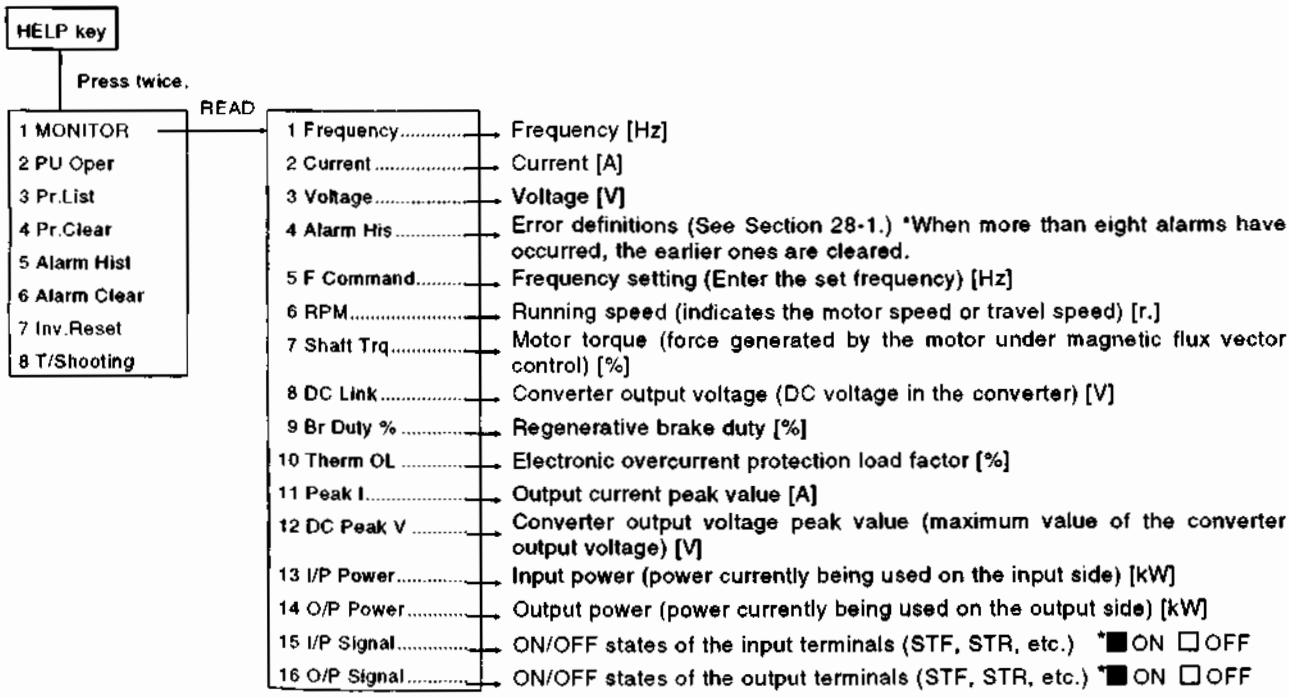 HELP key
Press twice.
READ
1 MONITOR
2 PU Oper
3 Pr.List
4 Pr.Clear
5 Alarm Hist
6 Alarm Clear
7 Inv.Reset
8 T/Shooting
1 Frequency............. Frequency [Hz]
2 Current ................. Current [A]
3 Voltage................. Voltage [V]
4 Alarm His .............. Error definitions (See Section 28-1.) *When more than eight alarms have
occurred, the earlier ones are cleared.
5 F Command......... Frequency setting (Enter the set frequency) [Hz]
6 RPM..................... Running speed (indicates the motor speed or travel speed) [r.]
7 Shaft Trq............... Motor torque (force generated by the motor under magnetic flux vector
control) [%]
8 DC Link................. Converter output voltage (DC voltage in the converter) [V]
9 Br Duty % ............. Regenerative brake duty [%]
10 Therm OL ............ Electronic overcurrent protection load factor [%]
11 Peak I................... Output current peak value [A]
12 DC Peak V ........... Converter output voltage peak value (maximum value of the converter
output voltage) [V]
13 I/P Power............. Input power (power currently being used on the input side) [kW]
14 O/P Power........... Output power (power currently being used on the output side) [kW]
15 I/P Signal............. ON/OFF states of the input terminals (STF, STR, etc.) *■ ON □ OFF
16 O/P Signal........... ON/OFF states of the output terminals (STF, STR, etc.) *■ ON □ OFF